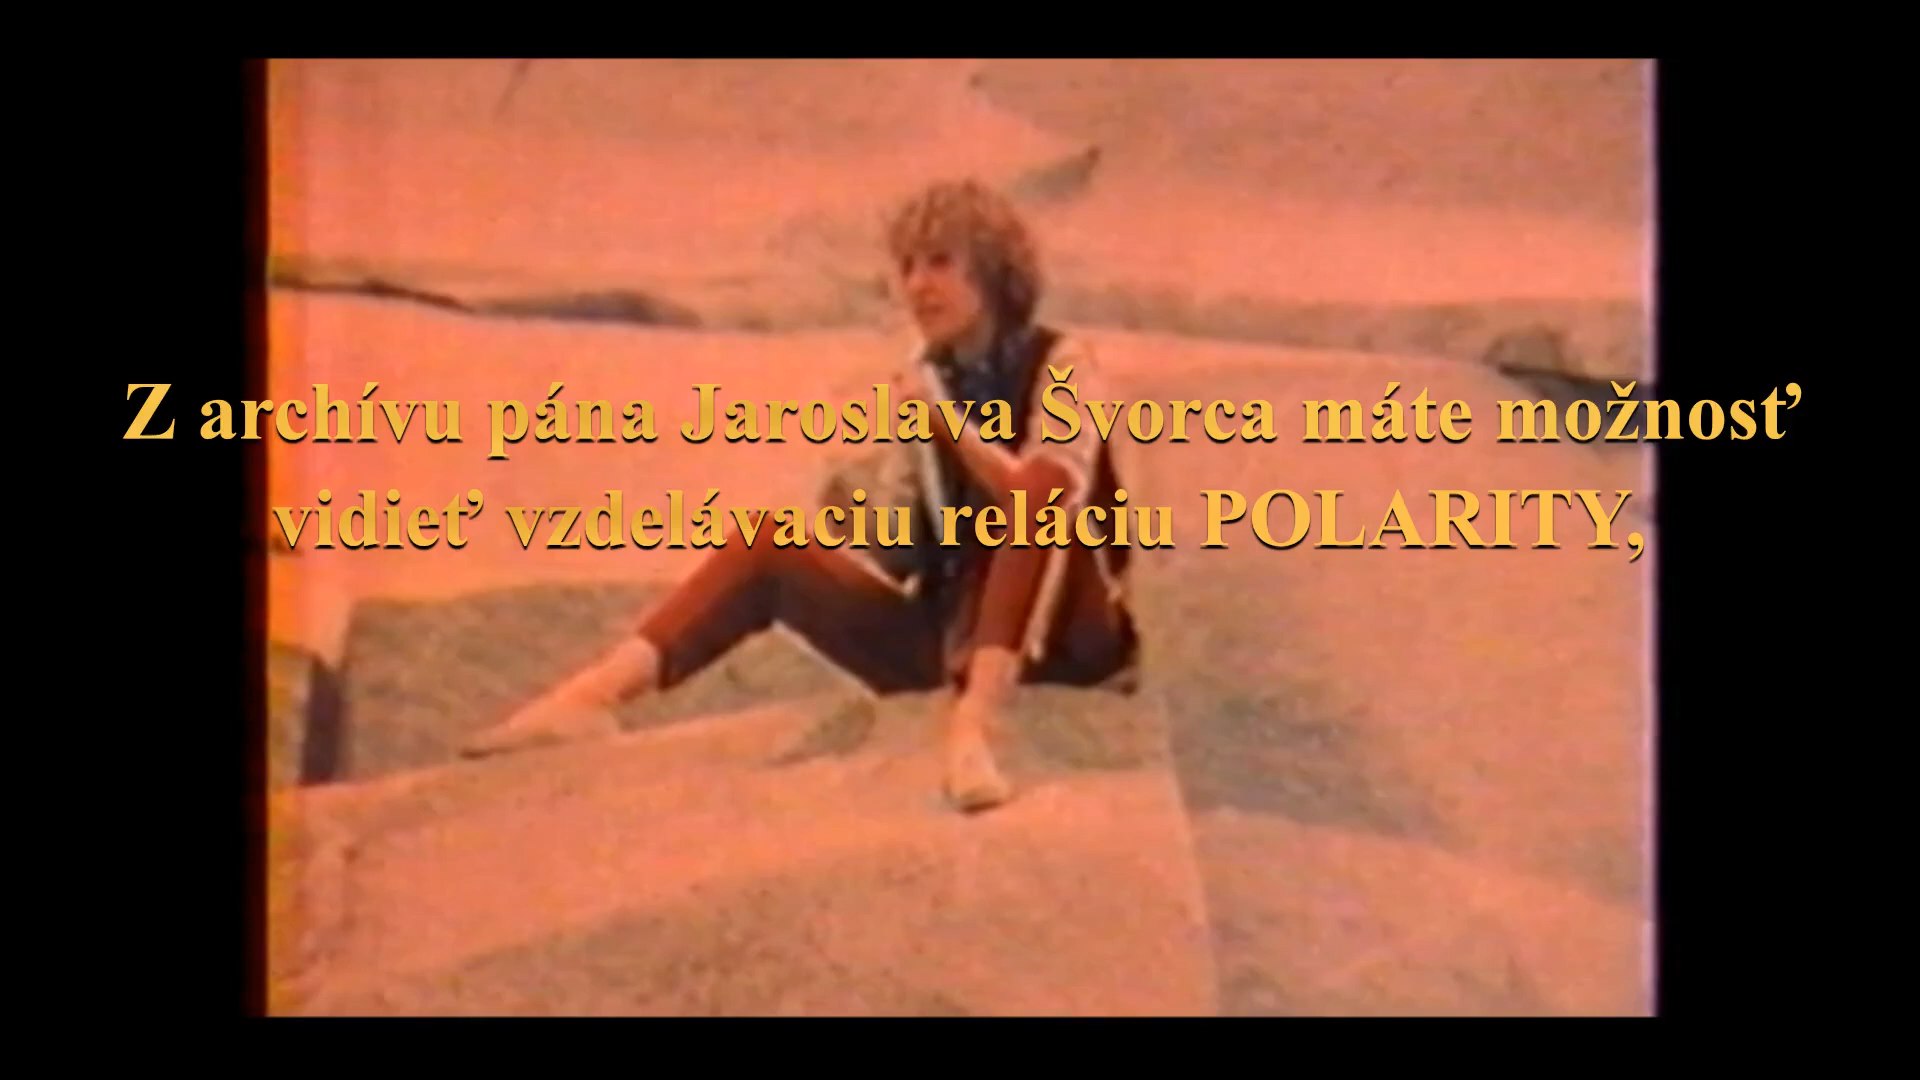 Z archívu pána Jaroslava Švorca máte možnosť
vidieť vzdelávaciu reláciu POLARITY,